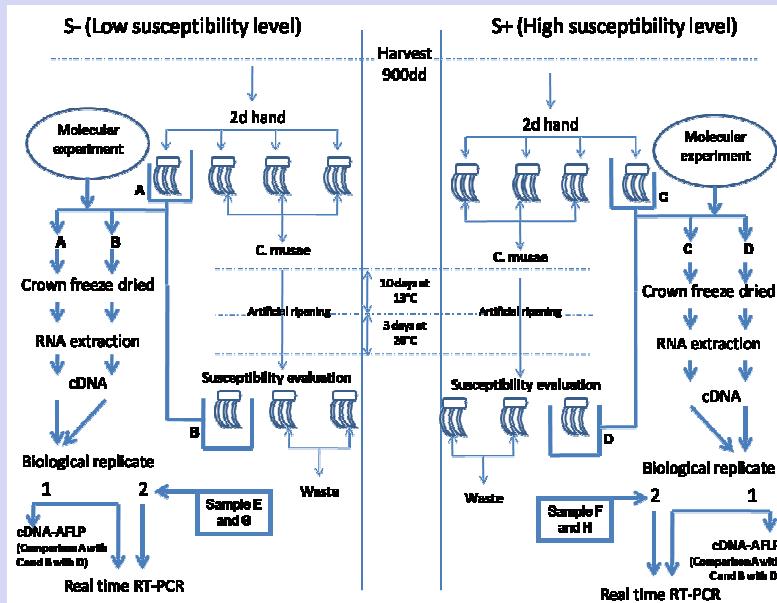 S- (Low susceptibility level)
S+ (High susceptibility level)
Harvest
900dd
2d hand
Molecular
experiment
A
A
B
Crown freeze dried
RNA extraction
cDNA
Biological replicate
1
2
cDNA-AFLP
(Comparison A with
C and B with D)
Real time RT-PCR
Sample E
and G
C. musae
Artificial ripening
Susceptibility evaluation
B
Waste
10 days at
13°C
3 days at
20°C
2d hand
Molecular
experiment
C
C
D
Crown freeze dried
RNA extraction
cDNA
Biological replicate
2
1
cDNA-AFLP
(Comparison A with
C and B with D)
Real time RT-PCR
Sample F
and H
C. musae
Artificial ripening
Susceptibility evaluation
D
Waste